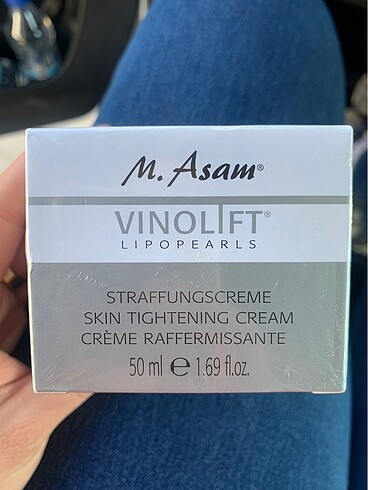 M. Asam®
VINOLIFT®
LIPOPEARLS
STRAFFUNGSCREME
SKIN TIGHTENING CREAM
CRÈME RAFFERMISSANTE
50 ml ℮ 1.69 fl.oz.